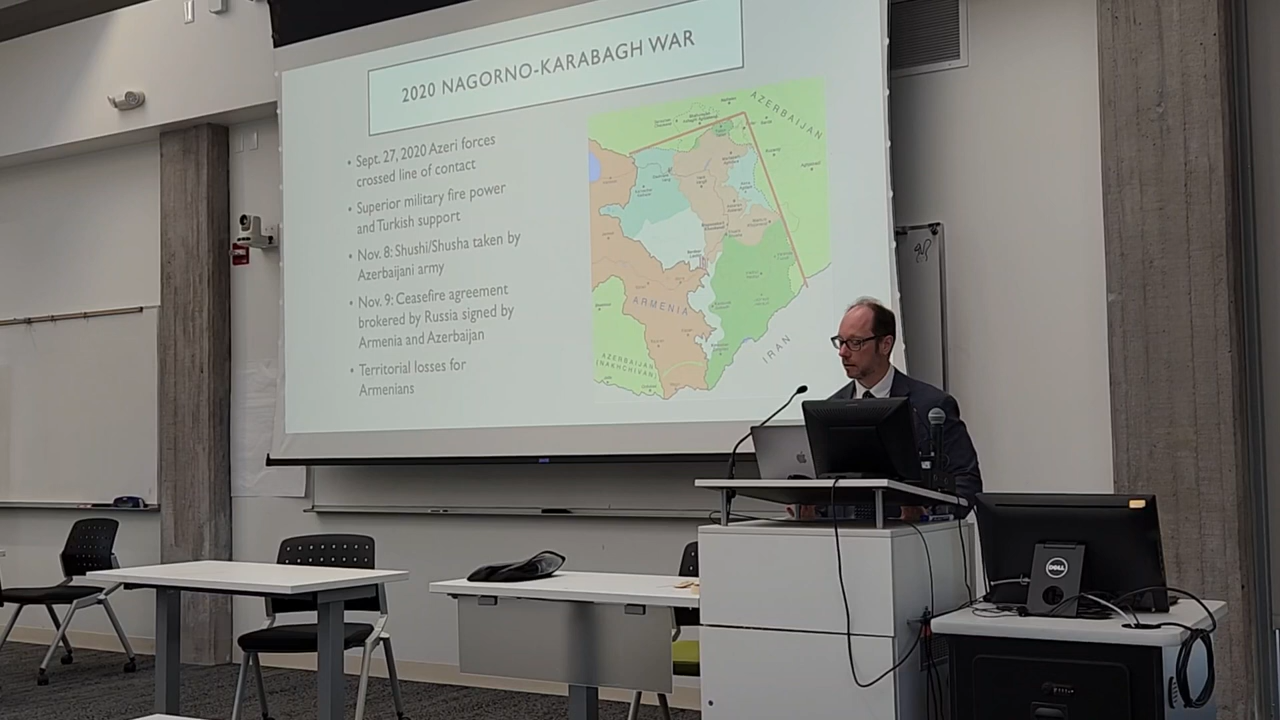 2020 NAGORNO-KARABAGH WAR
• Sept. 27, 2020 Azeri forces
crossed line of contact
• Superior military fire power
and Turkish support
• Nov. 8: Shushi/Shusha taken by
Azerbaijani army
• Nov. 9: Ceasefire agreement
brokered by Russia signed by
Armenia and Azerbaijan
• Territorial losses for
Armenians
AZERBAIJAN
ARMENIA
IRAN
AZERBAIJAN
(NAKHCHIVAN)
DELL